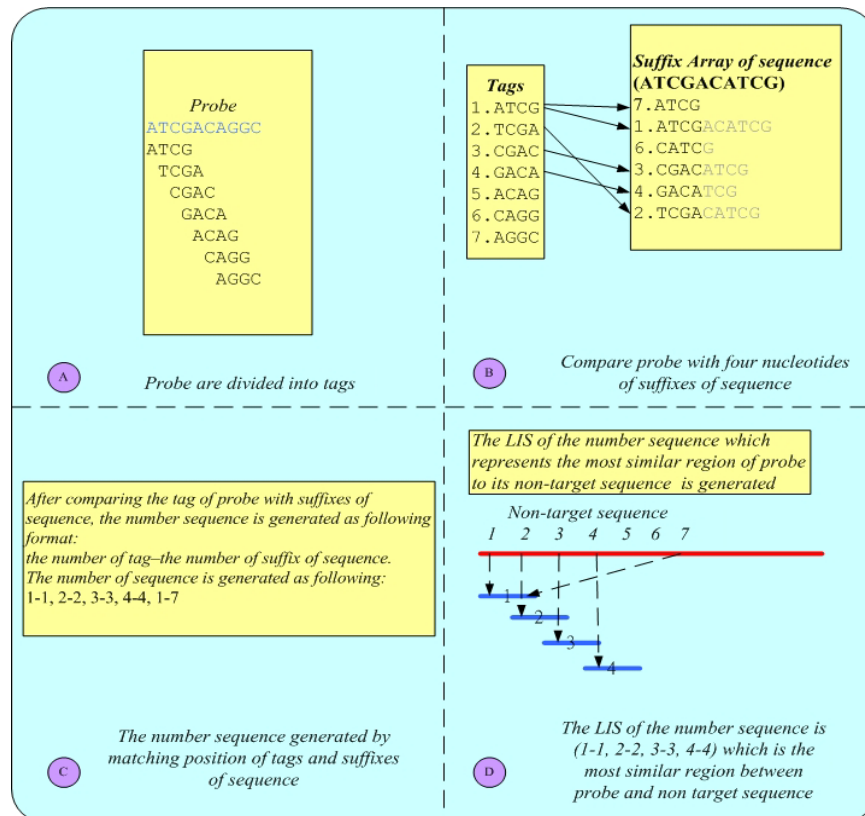 Probe
ATCGACAGGC
ATCG
TCGA
CGAC
GACA
ACAG
CAGG
AGGC
A
Probe are divided into tags
Tags
1.ATCG
2.TCGA
3.CGAC
4.GACA
5.ACAG
6.CAGG
7.AGGC
Suffix Array of sequence
(ATCGACATCG)
7.ATCG
1.ATCGACATCG
6.CATCG
3.CGACATCG
4.GACATCG
2.TCGACATCG
B
Compare probe with four nucleotides
of suffixes of sequence
After comparing the tag of probe with suffixes of
sequence, the number sequence is generated as following
format:
the number of tag–the number of suffix of sequence.
The number of sequence is generated as following:
1-1, 2-2, 3-3, 4-4, 1-7
C
The number sequence generated by
matching position of tags and suffixes
of sequence
The LIS of the number sequence which
represents the most similar region of probe
to its non-target sequence is generated
Non-target sequence
1 2 3 4 5 6 7
1
2
3
4
D
The LIS of the number sequence is
(1-1, 2-2, 3-3, 4-4) which is the
most similar region between
probe and non target sequence